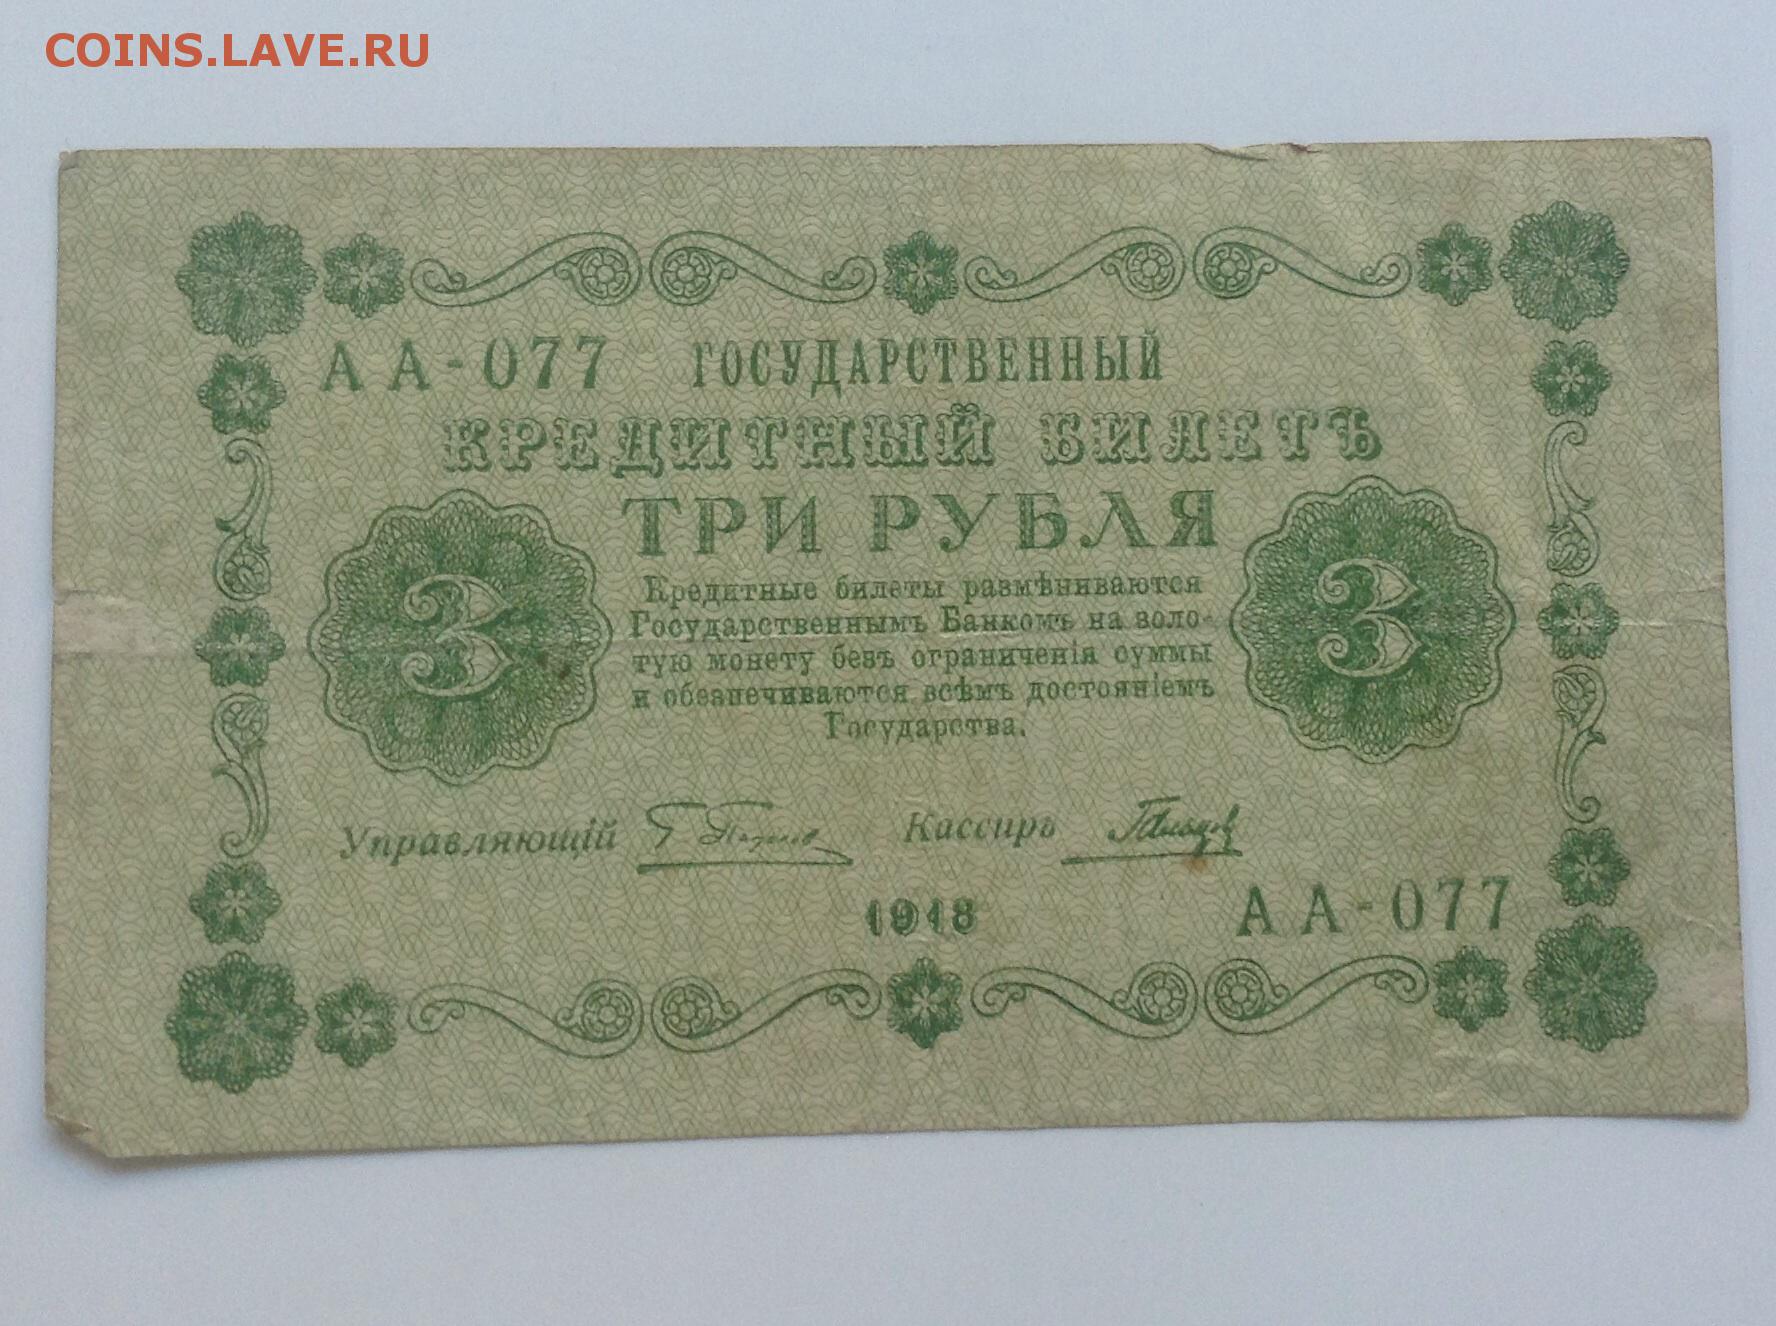 COINS.LAVE.RU
АА-077 ГОСУДАРСТВЕННЫЙ
КРЕДИТНЫЙ БИЛЕТЪ
ТРИ РУБЛЯ
3
Кредитные билеты размѣниваются
Государственнымъ Банкомъ на золо-
тую монету безъ ограниченія суммы
и обезпечиваются всѣмъ достояніемъ
Государства.
3
Управляющій
Кассиръ
1918
АА-077